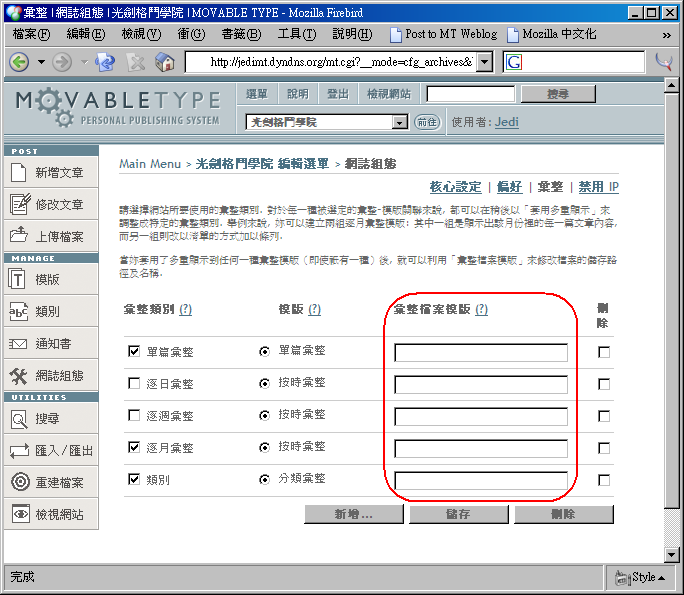 彙整 | 網誌組態 | 光劍格鬥學院 | MOVABLE TYPE - Mozilla Firebird
檔案(F) 編輯(E) 檢視(V) 衝(G) 書籤(B) 工具(T) 說明(H) Post to MT Weblog Mozilla 中文化 »
http://jedimt.dyndns.org/mt.cgi?__mode=cfg_archives&
MOVABLETYPE
PERSONAL PUBLISHING SYSTEM
選單 說明 登出 檢視網站 搜尋
光劍格鬥學院 前往 使用者: Jedi
POST
新增文章
修改文章
上傳檔案
MANAGE
模版
類別
通知書
網誌組態
UTILITIES
搜尋
匯入/匯出
重建檔案
檢視網站
Main Menu > 光劍格鬥學院 編輯選單 > 網誌組態
核心設定 | 偏好 | 彙整 | 禁用 IP
請選擇網站所要使用的彙整類別. 對於每一種被選定的彙整-模版關聯來說, 都可以在稍後以「套用多重顯示」來
調整成特定的彙整類別. 舉例來說, 妳可以建立兩組逐月彙整模版: 其中一組是顯示出該月份裡的每一篇文章內容,
而另一組則改以清單的方式加以條列.
當妳套用了多重顯示到任何一種彙整模版 (即使祇有一種) 後, 就可以利用「彙整檔案模版」來修改檔案的儲存路
徑及名稱.
彙整類別 (?) 模版 (?) 彙整檔案模版 (?) 刪除
單篇彙整 單篇彙整
逐日彙整 按時彙整
逐週彙整 按時彙整
逐月彙整 按時彙整
類別 分類彙整
新增... 儲存 刪除
完成 Style